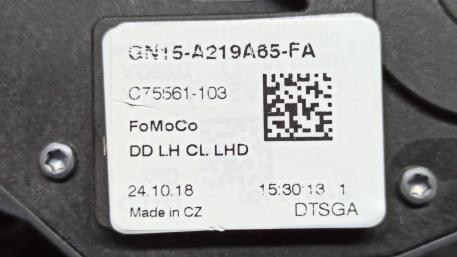 GN15-A219A65-FA
C75561-103
FoMoCo
DD LH CL. LHD
24.10.18 15:30:13 1
Made in CZ DTSGA